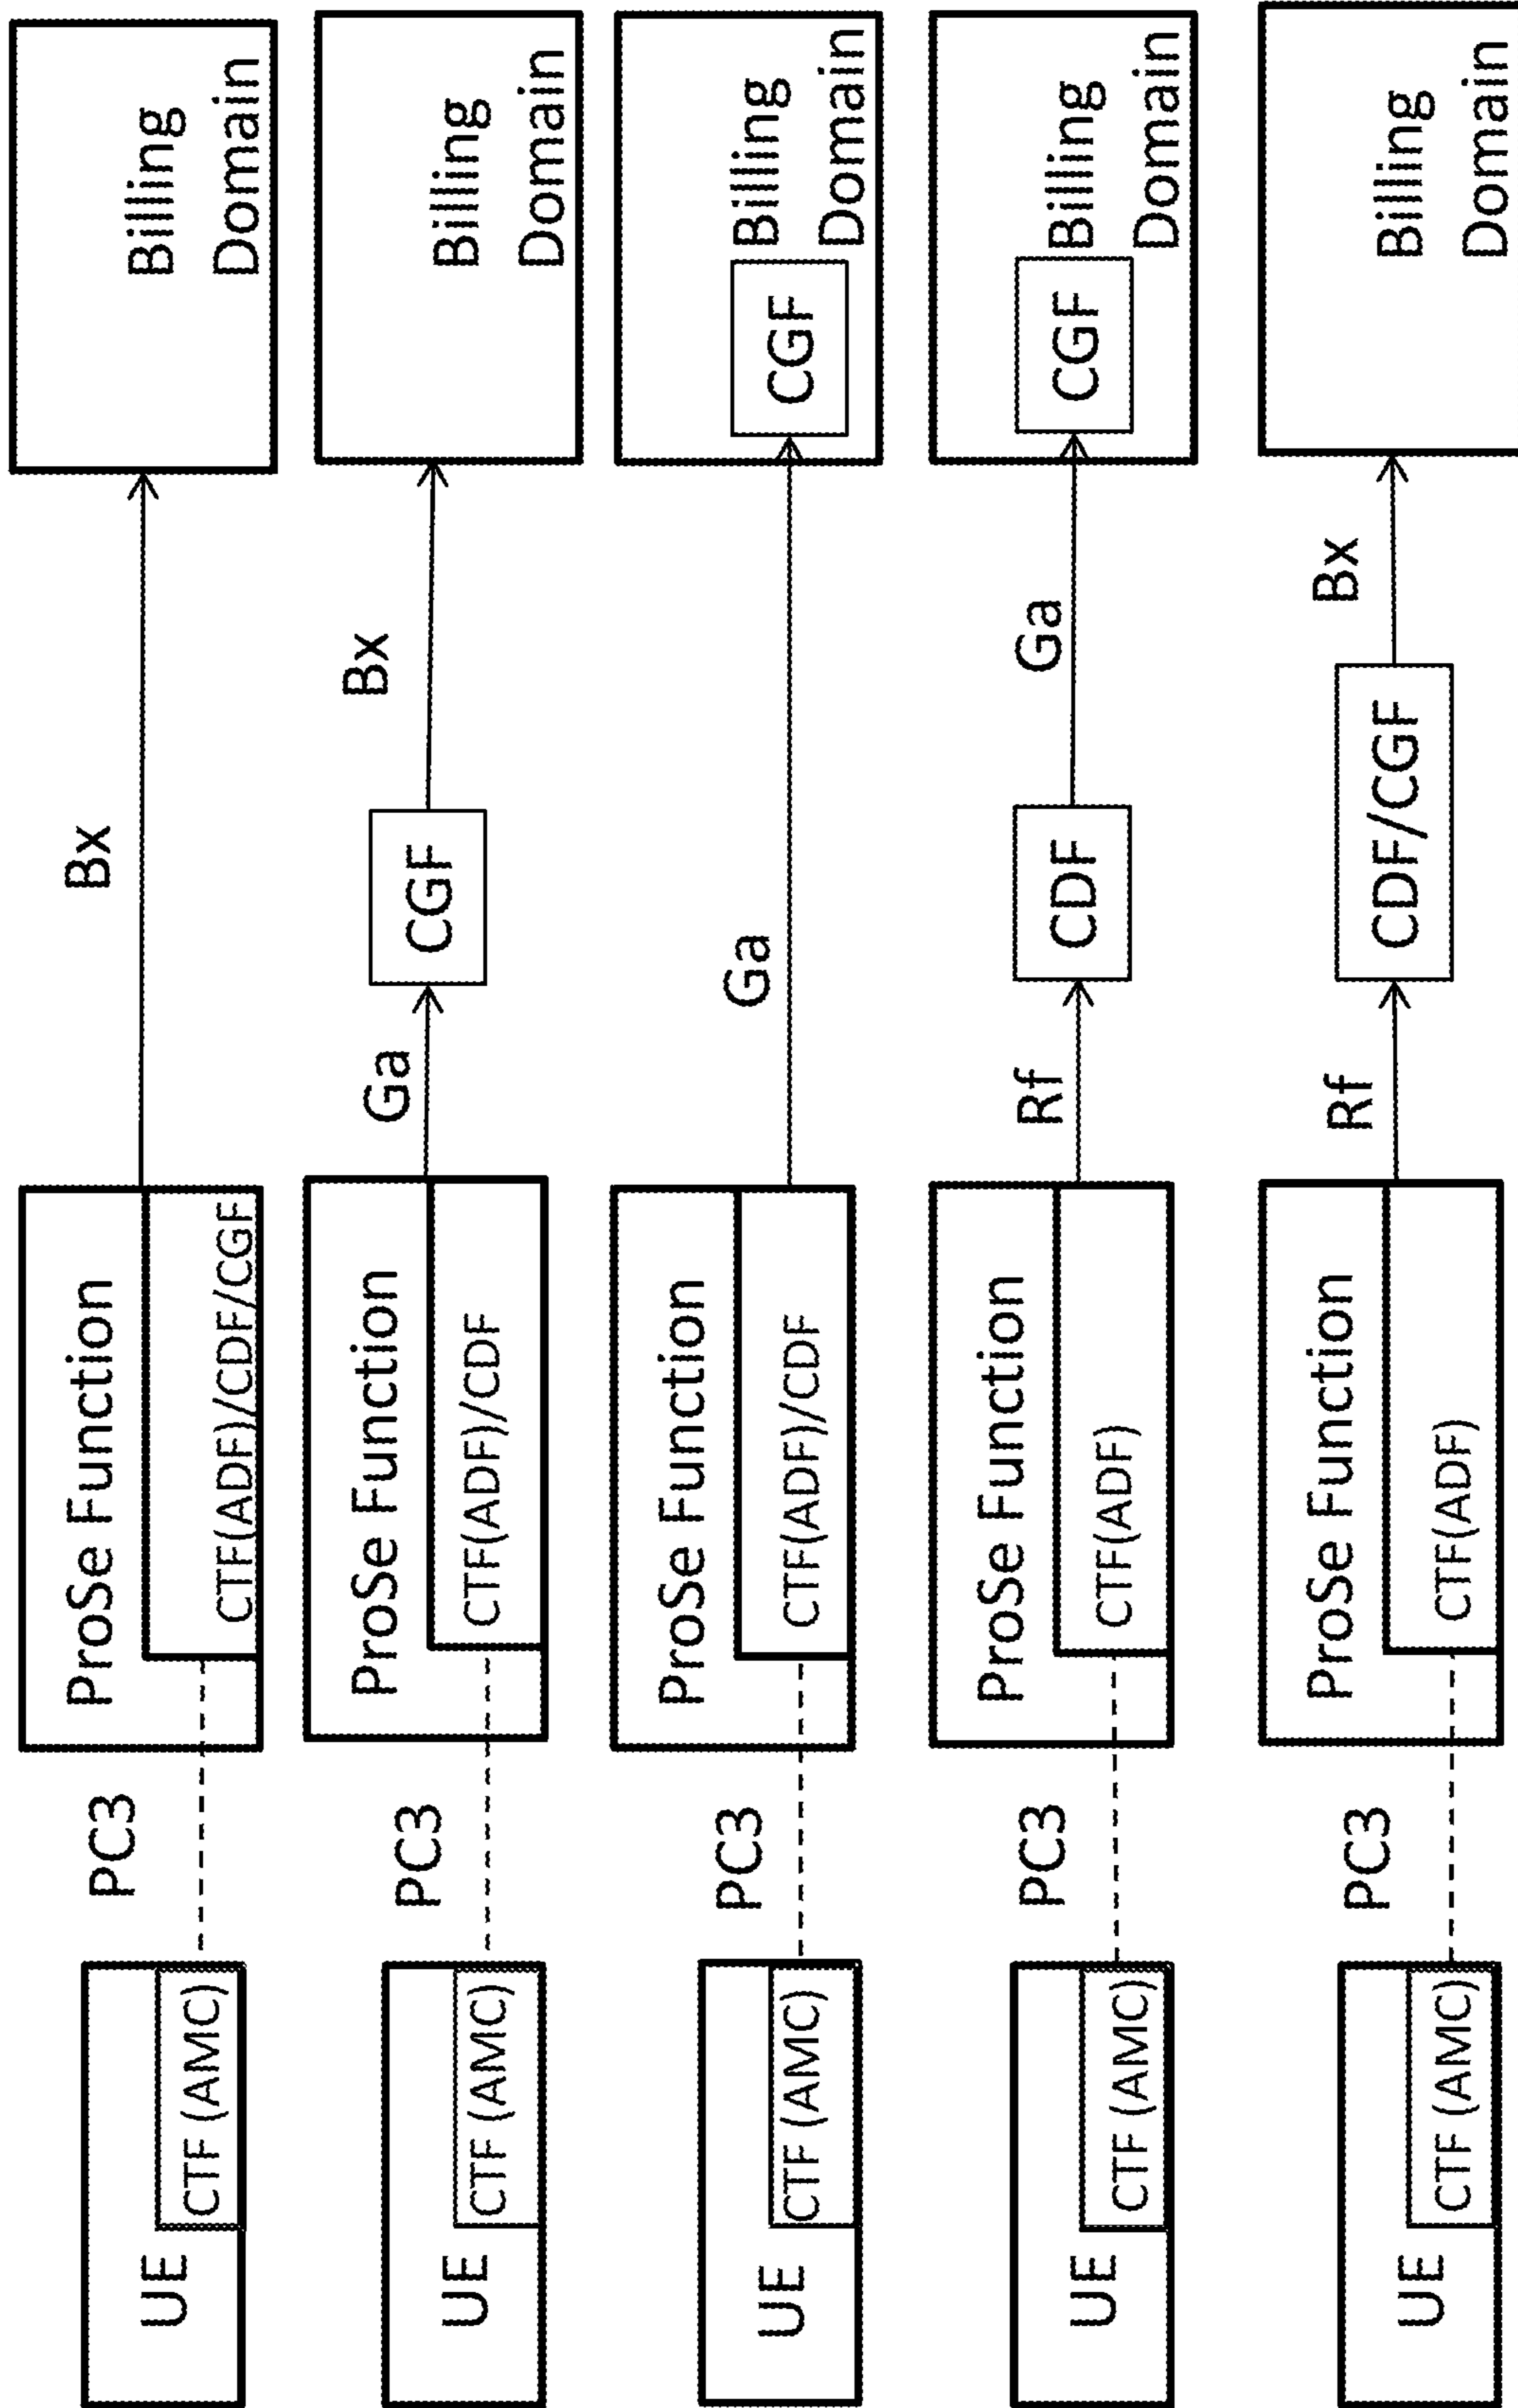 UE
CTF (AMC)
PC3
ProSe Function
CTF(ADF)/CDF/CGF
Bx
Billing
Domain
UE
CTF (AMC)
PC3
ProSe Function
CTF(ADF)/CDF
Ga
CGF
Bx
Billing
Domain
UE
CTF (AMC)
PC3
ProSe Function
CTF(ADF)/CDF
Ga
CGF
Billing
Domain
UE
CTF (AMC)
PC3
ProSe Function
CTF(ADF)
Rf
CDF
Ga
CGF
Billing
Domain
UE
CTF (AMC)
PC3
ProSe Function
CTF(ADF)
Rf
CDF/CGF
Bx
Billing
Domain